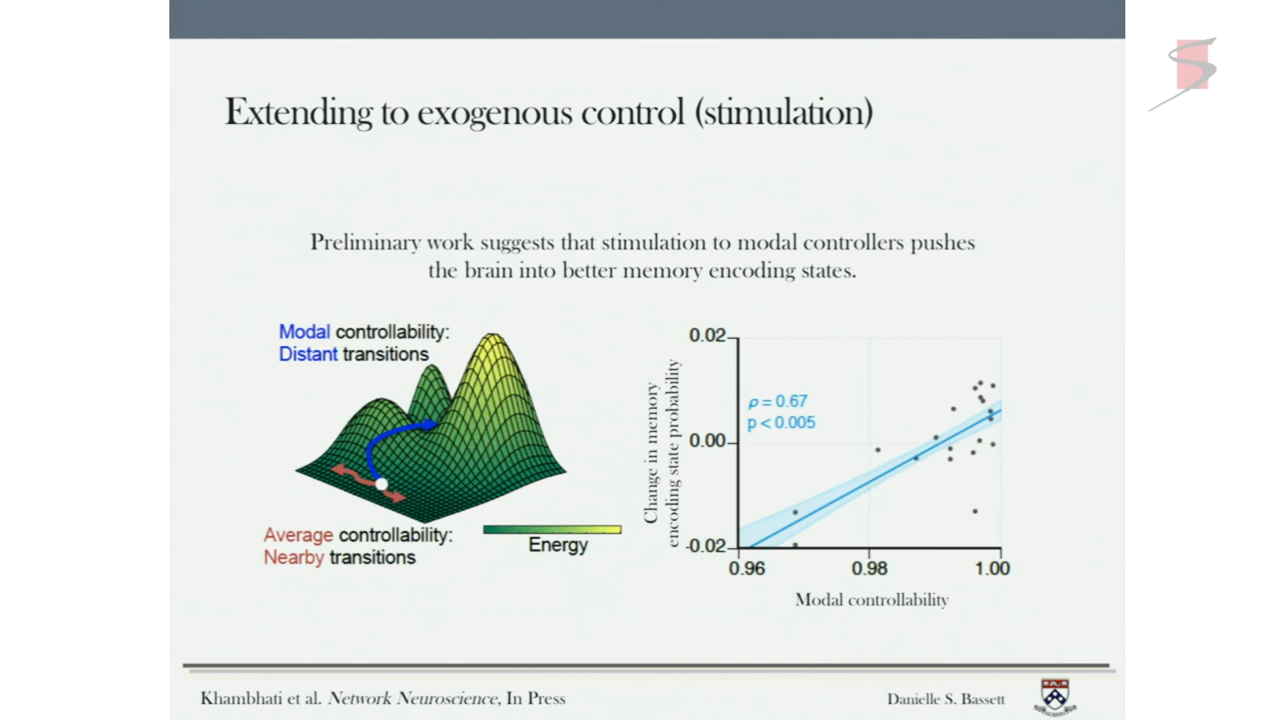 Extending to exogenous control (stimulation)
Preliminary work suggests that stimulation to modal controllers pushes
the brain into better memory encoding states.
Modal controllability:
Distant transitions
Average controllability:
Nearby transitions
Energy
Change in memory
encoding state probability
0.02
0.00
-0.02
ρ = 0.67
p < 0.005
0.96
0.98
1.00
Modal controllability
Khambhati et al. Network Neuroscience, In Press
Danielle S. Bassett